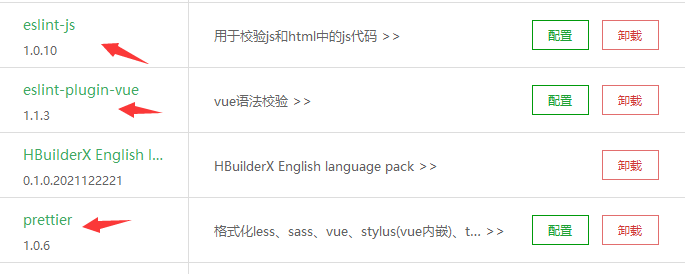 eslint-js
1.0.10
用于校验js和html中的js代码 >>
配置
卸载
eslint-plugin-vue
1.1.3
vue语法校验 >>
配置
卸载
HBuilderX English l...
0.1.0.2021122221
HBuilderX English language pack >>
卸载
prettier
1.0.6
格式化less、sass、vue、stylus(vue内嵌)、t... >>
配置
卸载